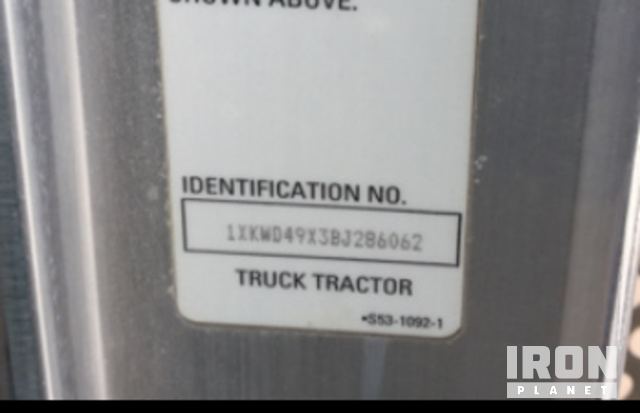 SHOWN ABOVE.
IDENTIFICATION NO.
1XKWD49X3BJ286062
TRUCK TRACTOR
•S53-1092-1
IRON
PLANET